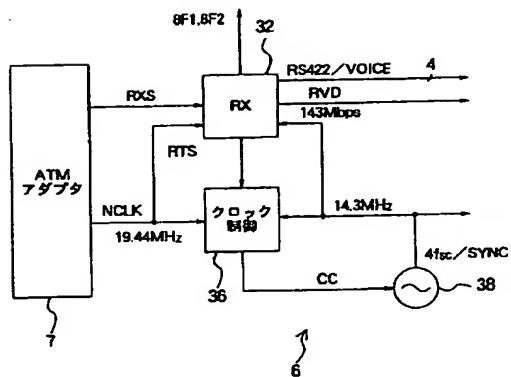 8F1,8F2
32
RS422/VOICE
4
RXS
RX
RVD
143Mbps
RTS
ATM
アダプタ
NCLK
19.44MHz
クロック
制御
14.3MHz
4fsc/SYNC
36
CC
38
7
6